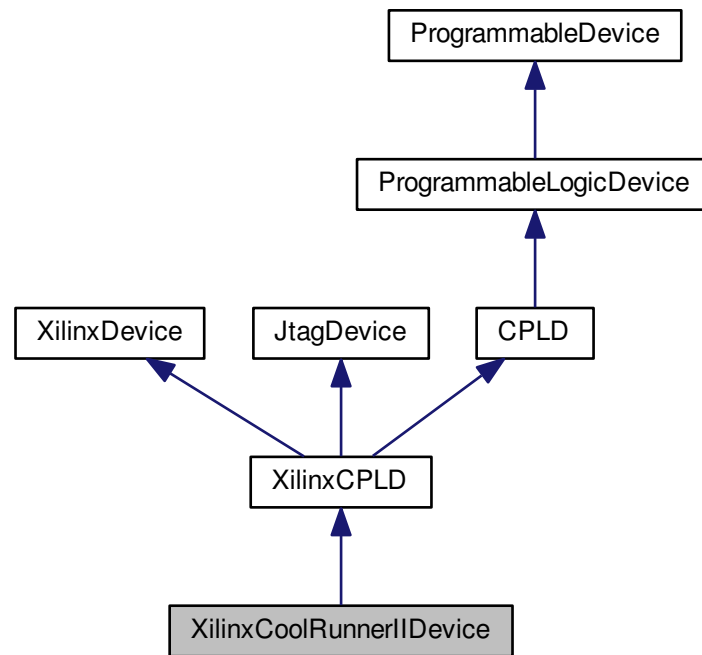 ProgrammableDevice
ProgrammableLogicDevice
XilinxDevice
JtagDevice
CPLD
XilinxCPLD
XilinxCoolRunnerIIDevice